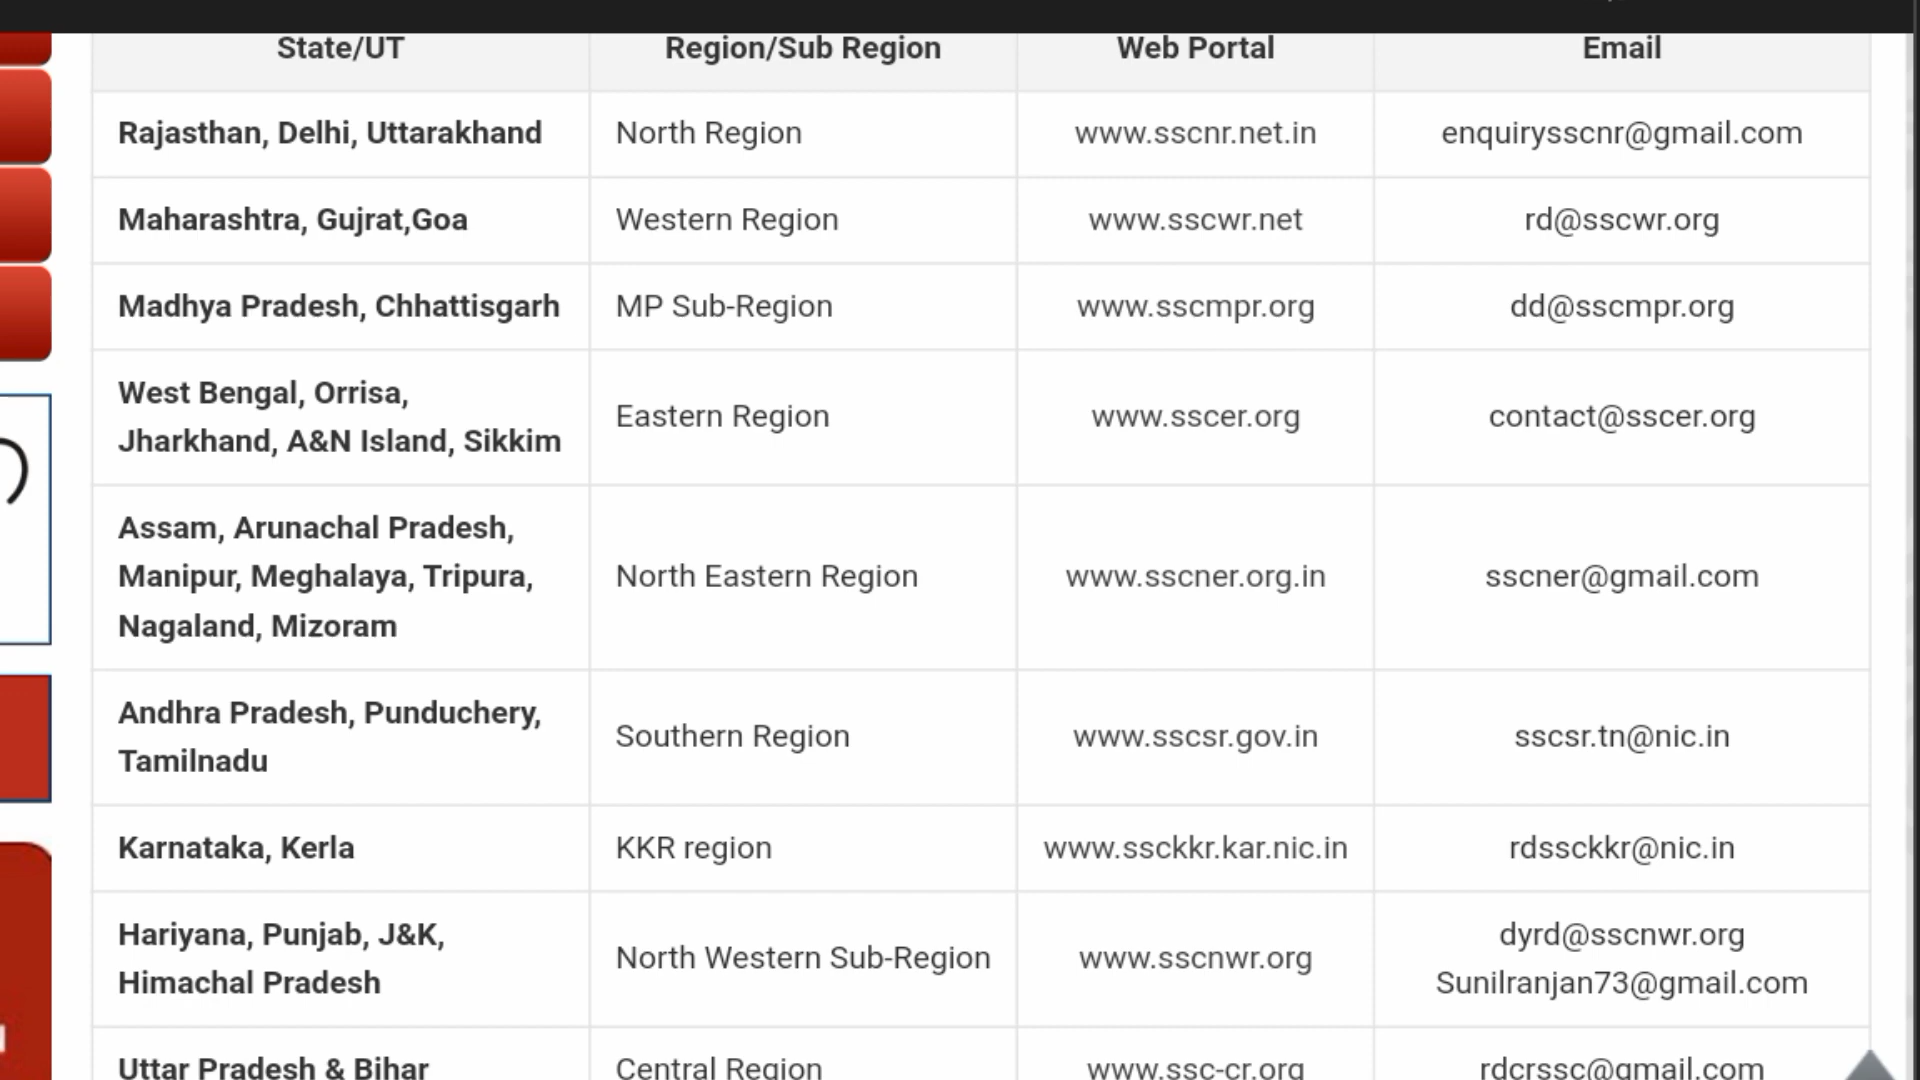 State/UT Region/Sub Region Web Portal Email
Rajasthan, Delhi, Uttarakhand North Region www.sscnr.net.in enquirysscnr@gmail.com
Maharashtra, Gujrat,Goa Western Region www.sscwr.net rd@sscwr.org
Madhya Pradesh, Chhattisgarh MP Sub-Region www.sscmpr.org dd@sscmpr.org
West Bengal, Orrisa,
Jharkhand, A&N Island, Sikkim Eastern Region www.sscer.org contact@sscer.org
Assam, Arunachal Pradesh,
Manipur, Meghalaya, Tripura,
Nagaland, Mizoram North Eastern Region www.sscner.org.in sscner@gmail.com
Andhra Pradesh, Punduchery,
Tamilnadu Southern Region www.sscsr.gov.in sscsr.tn@nic.in
Karnataka, Kerla KKR region www.ssckkr.kar.nic.in rdssckkr@nic.in
Hariyana, Punjab, J&K,
Himachal Pradesh North Western Sub-Region www.sscnwr.org dyrd@sscnwr.org
Sunilranjan73@gmail.com
Uttar Pradesh & Bihar Central Region www.ssc-cr.org rdcrssc@gmail.com